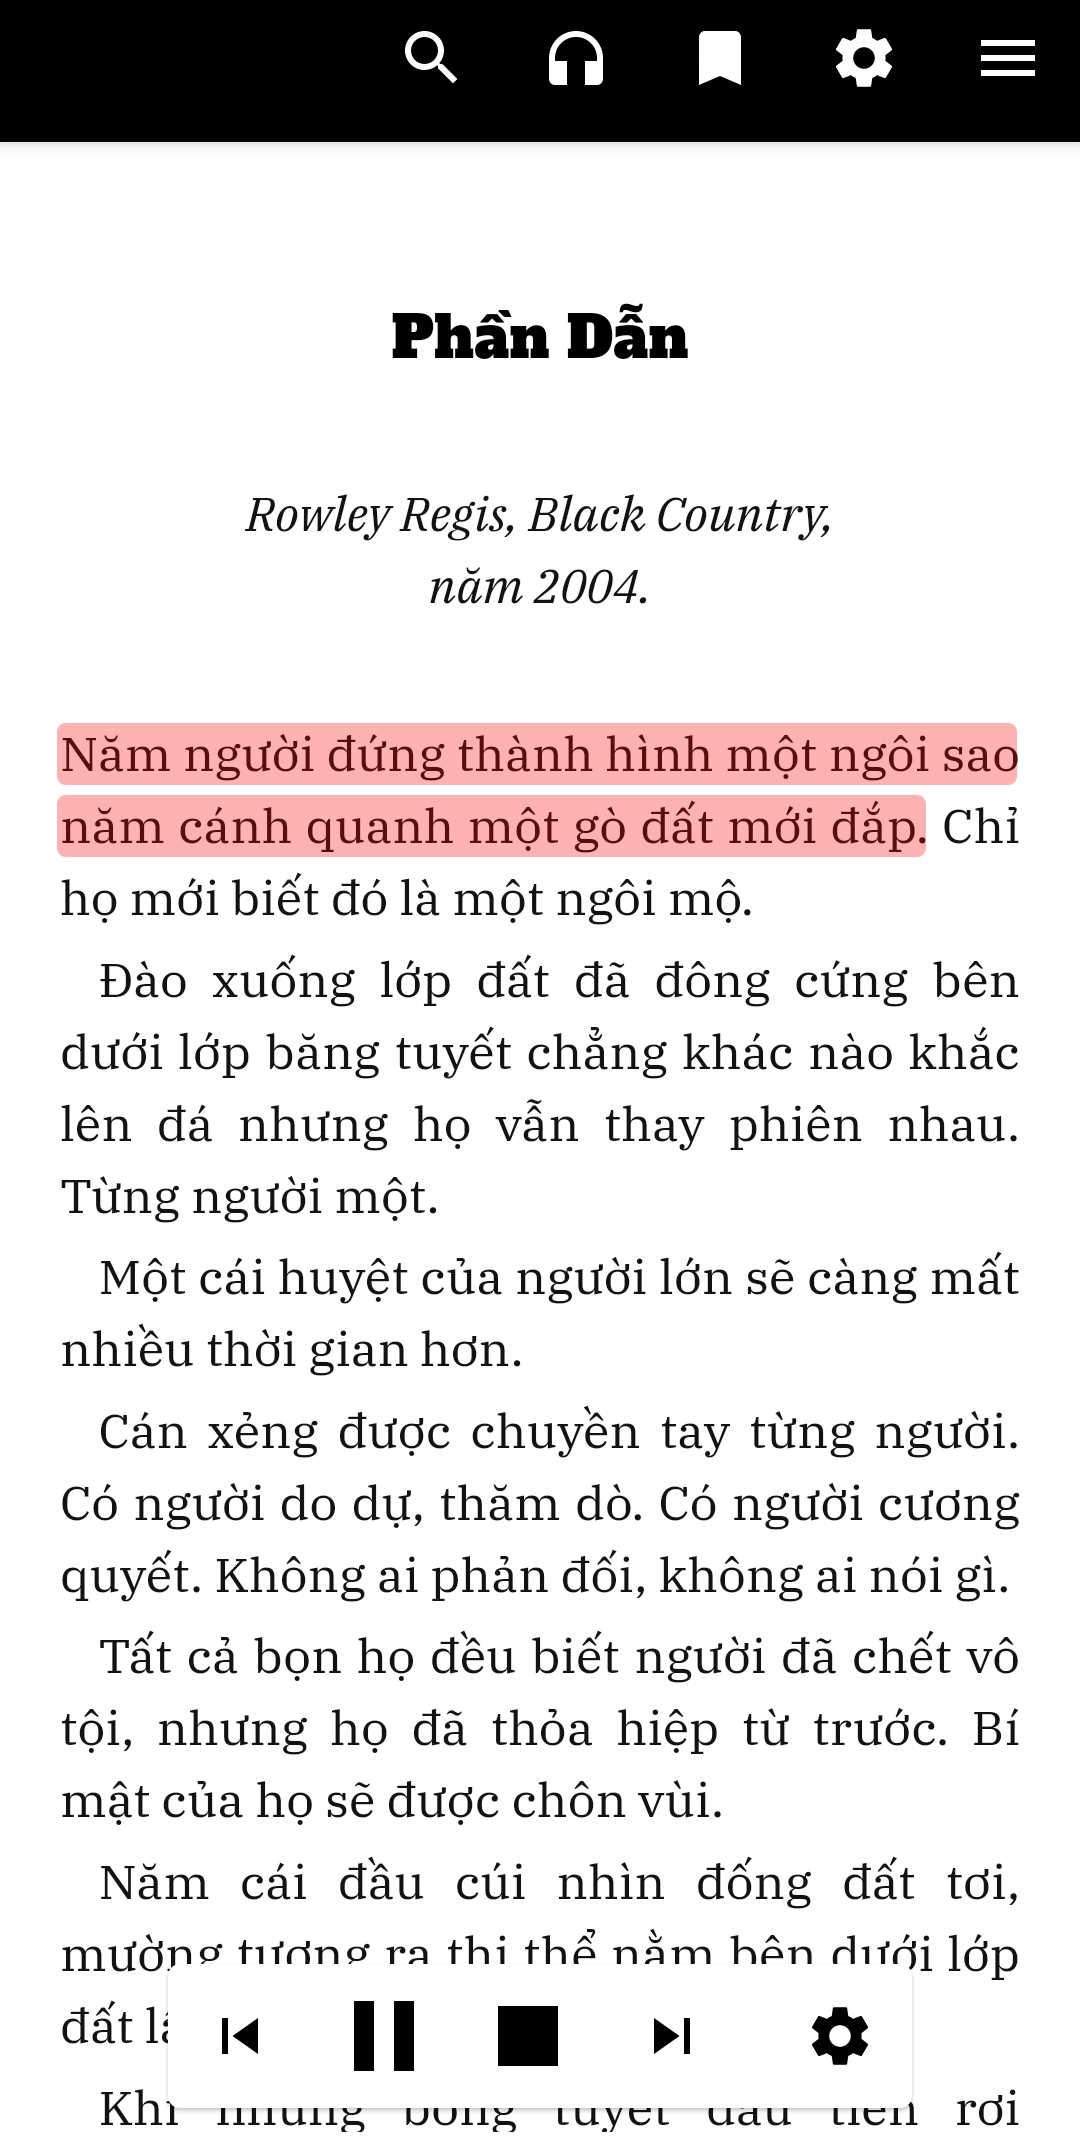 Phần Dẫn
Rowley Regis, Black Country,
năm 2004.
Năm người đứng thành hình một ngôi sao
năm cánh quanh một gò đất mới đắp. Chỉ
họ mới biết đó là một ngôi mộ.
Đào xuống lớp đất đã đông cứng bên
dưới lớp băng tuyết chẳng khác nào khắc
lên đá nhưng họ vẫn thay phiên nhau.
Từng người một.
Một cái huyệt của người lớn sẽ càng mất
nhiều thời gian hơn.
Cán xẻng được chuyền tay từng người.
Có người do dự, thăm dò. Có người cương
quyết. Không ai phản đối, không ai nói gì.
Tất cả bọn họ đều biết người đã chết vô
tội, nhưng họ đã thỏa hiệp từ trước. Bí
mật của họ sẽ được chôn vùi.
Năm cái đầu cúi nhìn đống đất tơi,
mường tượng ra thi thể nằm bên dưới lớp
đất
Khi những bông tuyết đầu tiên rơi